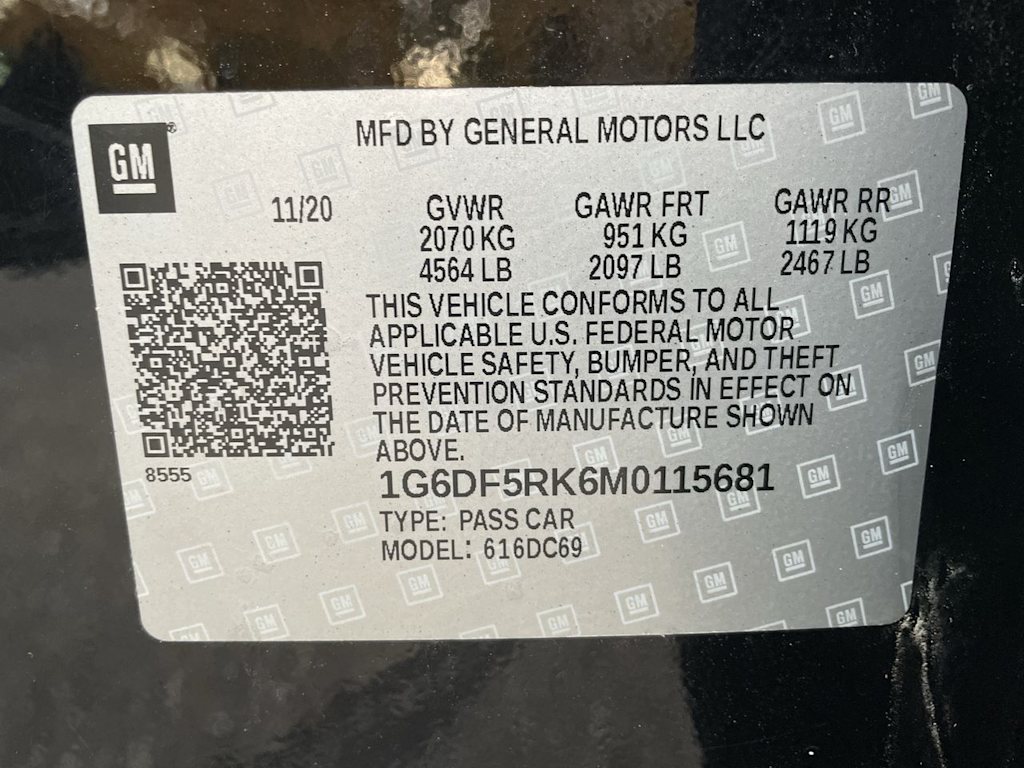 GM
MFD BY GENERAL MOTORS LLC
11/20 GVWR GAWR FRT GAWR RR
2070 KG 951 KG 1119 KG
4564 LB 2097 LB 2467 LB
THIS VEHICLE CONFORMS TO ALL
APPLICABLE U.S. FEDERAL MOTOR
VEHICLE SAFETY, BUMPER, AND THEFT
PREVENTION STANDARDS IN EFFECT ON
THE DATE OF MANUFACTURE SHOWN
ABOVE.
8555
1G6DF5RK6M0115681
TYPE: PASS CAR
MODEL: 616DC69